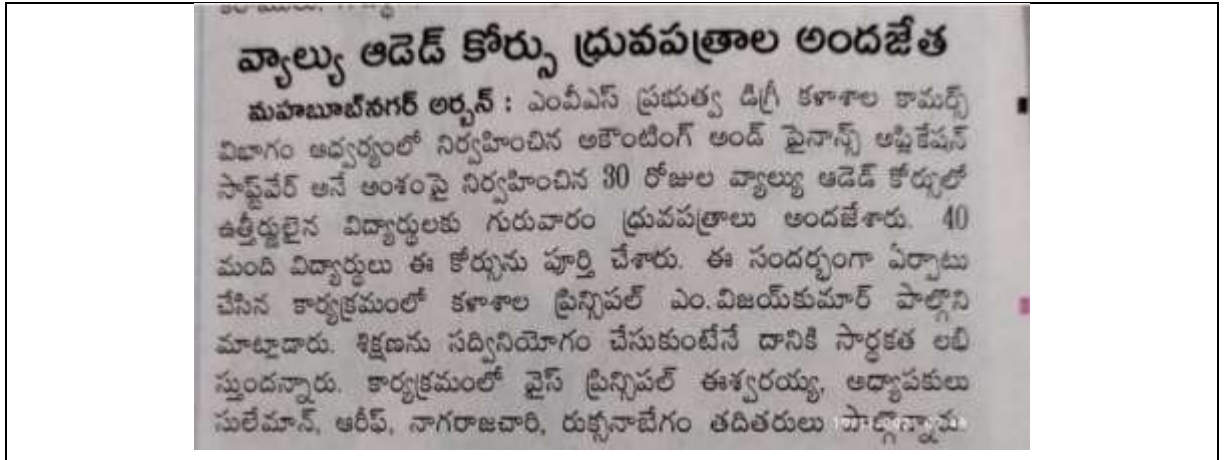 వ్యాల్యు ఆడెడ్ కోర్సు ధ్రువపత్రాల అందజేత
మహబూబ్‌నగర్ అర్బన్ : ఎంవీఎస్ ప్రభుత్వ డిగ్రీ కళాశాల కామర్స్
విభాగం ఆధ్వర్యంలో నిర్వహించిన అకౌంటింగ్ అండ్ ఫైనాన్స్ అప్లికేషన్
సాఫ్ట్‌వేర్ అనే అంశంపై నిర్వహించిన 30 రోజుల వ్యాల్యు ఆడెడ్ కోర్సులో
ఉత్తీర్ణులైన విద్యార్థులకు గురువారం ధ్రువపత్రాలు అందజేశారు. 40
మంది విద్యార్థులు ఈ కోర్సును పూర్తి చేశారు. ఈ సందర్భంగా ఏర్పాటు
చేసిన కార్యక్రమంలో కళాశాల ప్రిన్సిపల్ ఎం.విజయ్‌కుమార్ పాల్గొని
మాట్లాడారు. శిక్షణను సద్వినియోగం చేసుకుంటేనే దానికి సార్థకత లభి
స్తుందన్నారు. కార్యక్రమంలో వైస్ ప్రిన్సిపల్ ఈశ్వరయ్య, అధ్యాపకులు
సులేమాన్, ఆరీఫ్, నాగరాజచారి, రుక్సనాబేగం తదితరులు పాల్గొన్నారు